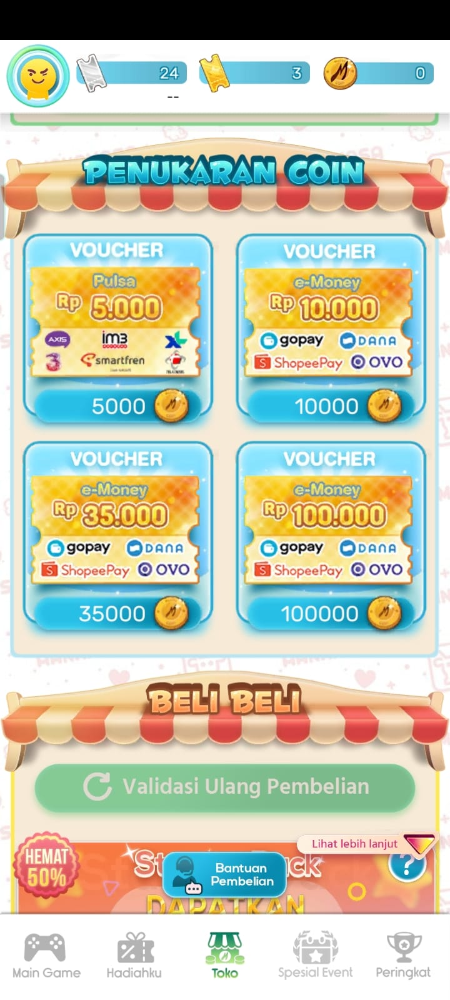 24
3
0
--
PENUKARAN COIN
VOUCHER
Pulsa
Rp 5.000
AXIS
im3
XL
3
smartfren
5000
VOUCHER
e-Money
Rp 10.000
gopay
DANA
ShopeePay
OVO
10000
VOUCHER
e-Money
Rp 35.000
gopay
DANA
ShopeePay
OVO
35000
VOUCHER
e-Money
Rp 100.000
gopay
DANA
ShopeePay
OVO
100000
BELI BELI
Validasi Ulang Pembelian
Lihat lebih lanjut
HEMAT
50%
?
Bantuan
Pembelian
DAPATKAN
Main Game
Hadiahku
Toko
Spesial Event
Peringkat